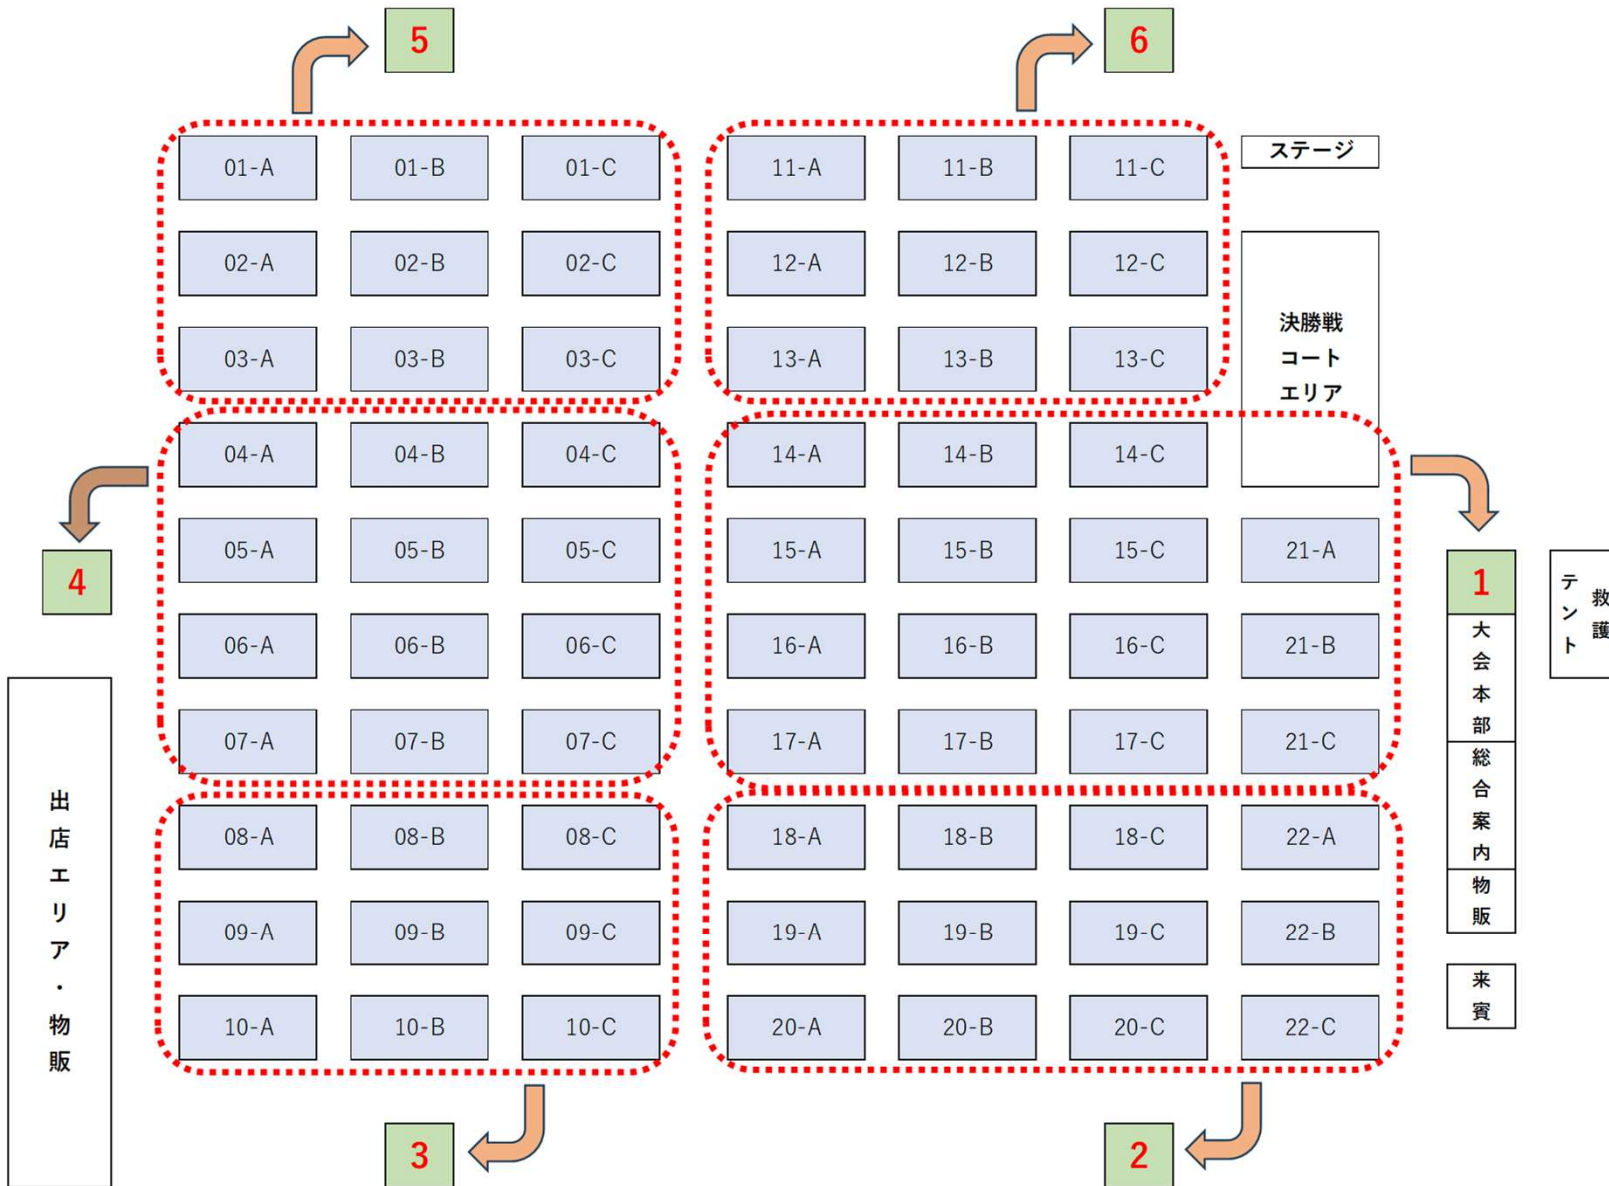 5
6
01-A 01-B 01-C 11-A 11-B 11-C ステージ
02-A 02-B 02-C 12-A 12-B 12-C
03-A 03-B 03-C 13-A 13-B 13-C
決勝戦
コート
エリア
04-A 04-B 04-C 14-A 14-B 14-C
05-A 05-B 05-C 15-A 15-B 15-C 21-A
4
1
救護
テント
06-A 06-B 06-C 16-A 16-B 16-C 21-B
大会本部
07-A 07-B 07-C 17-A 17-B 17-C 21-C
総合案内
出店エリア・物販
08-A 08-B 08-C 18-A 18-B 18-C 22-A
物販
09-A 09-B 09-C 19-A 19-B 19-C 22-B
来賓
10-A 10-B 10-C 20-A 20-B 20-C 22-C
3
2